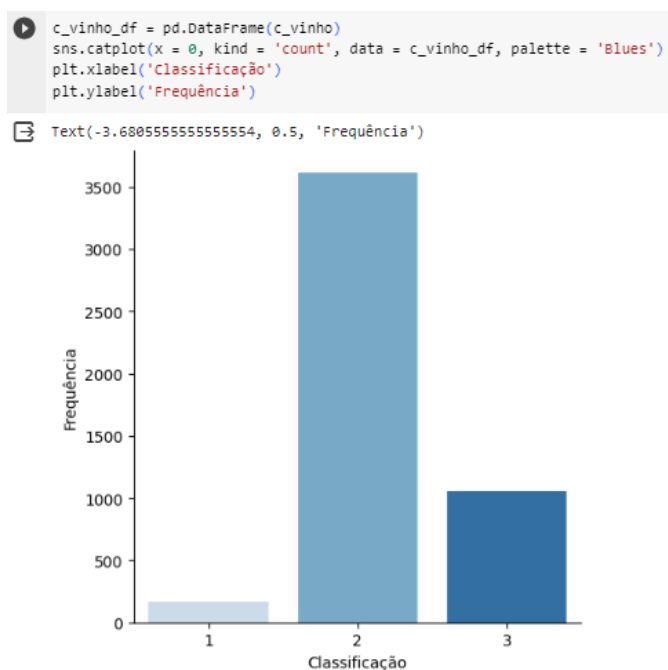 c_vinho_df = pd.DataFrame(c_vinho)
sns.catplot(x = 0, kind = 'count', data = c_vinho_df, palette = 'Blues')
plt.xlabel('Classificação')
plt.ylabel('Frequência')
Text(-3.6805555555555554, 0.5, 'Frequência')
3500
3000
2500
2000
1500
1000
500
0
Frequência
1 2 3
Classificação